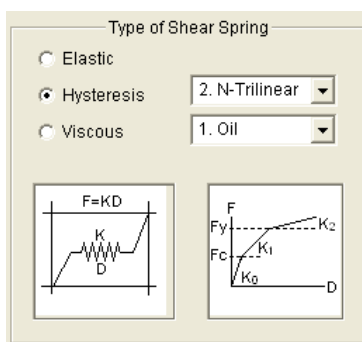 Type of Shear Spring
Elastic
Hysteresis 2. N-Trilinear
Viscous 1. Oil
F=KD
K
D
F
Fy K2
Fc K1
K0
D